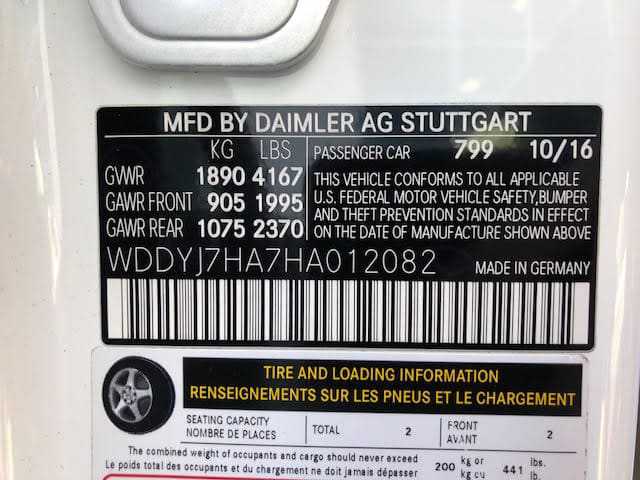 MFD BY DAIMLER AG STUTTGART
KG LBS PASSENGER CAR 799 10/16
GVWR 1890 4167
GAWR FRONT 905 1995
GAWR REAR 1075 2370
THIS VEHICLE CONFORMS TO ALL APPLICABLE
U.S. FEDERAL MOTOR VEHICLE SAFETY,BUMPER
AND THEFT PREVENTION STANDARDS IN EFFECT
ON THE DATE OF MANUFACTURE SHOWN ABOVE
WDDYJ7HA7HA012082 MADE IN GERMANY
TIRE AND LOADING INFORMATION
RENSEIGNEMENTS SUR LES PNEUS ET LE CHARGEMENT
SEATING CAPACITY
NOMBRE DE PLACES
TOTAL 2
FRONT
AVANT
2
The combined weight of occupants and cargo should never exceed
Le poids total des occupants et du chargement ne doit jamais dépasser
200 kg or
kg ou
441 lbs.
lb.